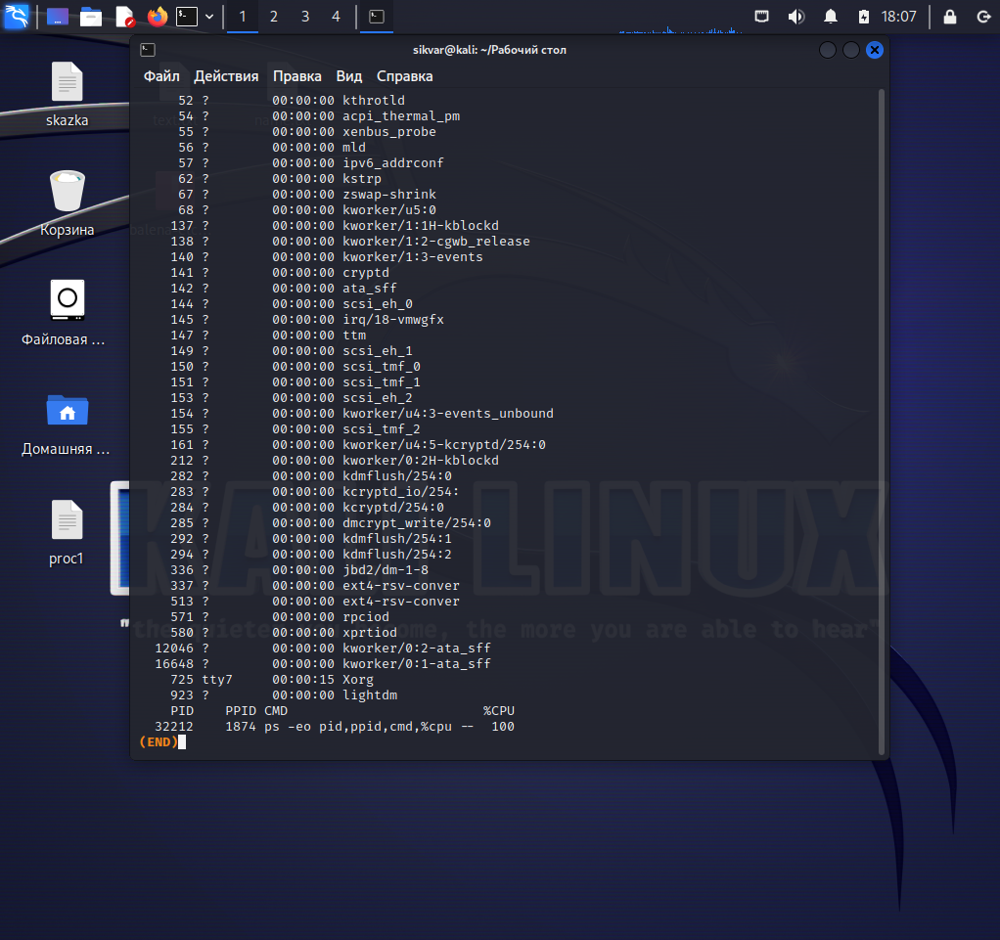 1 2 3 4 18:07
sikvar@kali: ~/Рабочий стол
Файл Действия Правка Вид Справка
52 ? 00:00:00 kthrotld
54 ? 00:00:00 acpi_thermal_pm
55 ? 00:00:00 xenbus_probe
56 ? 00:00:00 mld
57 ? 00:00:00 ipv6_addrconf
62 ? 00:00:00 kstrp
67 ? 00:00:00 zswap-shrink
68 ? 00:00:00 kworker/u5:0
137 ? 00:00:00 kworker/1:1H-kblockd
138 ? 00:00:00 kworker/1:2-cgwb_release
140 ? 00:00:00 kworker/1:3-events
141 ? 00:00:00 cryptd
142 ? 00:00:00 ata_sff
144 ? 00:00:00 scsi_eh_0
145 ? 00:00:00 irq/18-vmwgfx
147 ? 00:00:00 ttm
149 ? 00:00:00 scsi_eh_1
150 ? 00:00:00 scsi_tmf_0
151 ? 00:00:00 scsi_tmf_1
153 ? 00:00:00 scsi_eh_2
154 ? 00:00:00 kworker/u4:3-events_unbound
155 ? 00:00:00 scsi_tmf_2
161 ? 00:00:00 kworker/u4:5-kcryptd/254:0
212 ? 00:00:00 kworker/0:2H-kblockd
282 ? 00:00:00 kdmflush/254:0
283 ? 00:00:00 kcryptd_io/254:
284 ? 00:00:00 kcryptd/254:0
285 ? 00:00:00 dmcrypt_write/254:0
292 ? 00:00:00 kdmflush/254:1
294 ? 00:00:00 kdmflush/254:2
336 ? 00:00:00 jbd2/dm-1-8
337 ? 00:00:00 ext4-rsv-conver
513 ? 00:00:00 ext4-rsv-conver
571 ? 00:00:00 rpciod
580 ? 00:00:00 xprtiod
12046 ? 00:00:00 kworker/0:2-ata_sff
16648 ? 00:00:00 kworker/0:1-ata_sff
725 tty7 00:00:15 Xorg
923 ? 00:00:00 lightdm
PID PPID CMD %CPU
32212 1874 ps -eo pid,ppid,cmd,%cpu -- 100
(END)
skazka
Корзина
Файловая ...
Домашняя ...
proc1
KALI LINUX
the more you are able to hear"